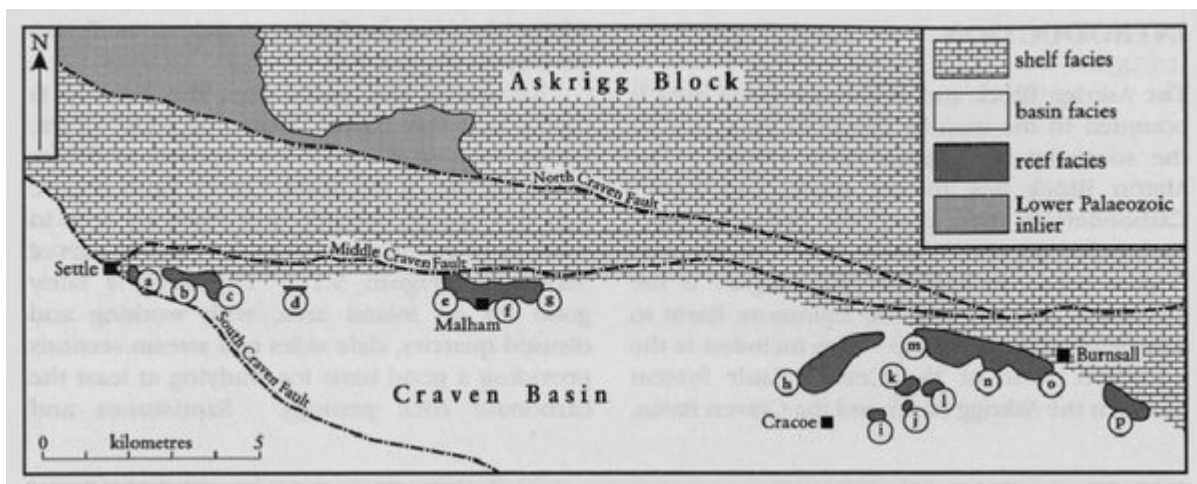 N
Askrigg Block
shelf facies
basin facies
reef facies
Lower Palaeozoic
inlier
North Craven Fault
Middle Craven Fault
Settle
a
b
c
d
e
f
g
Malham
South Craven Fault
Craven Basin
h
m
k
l
n
o
Burnsall
Cracoe
i
j
p
0 kilometres 5